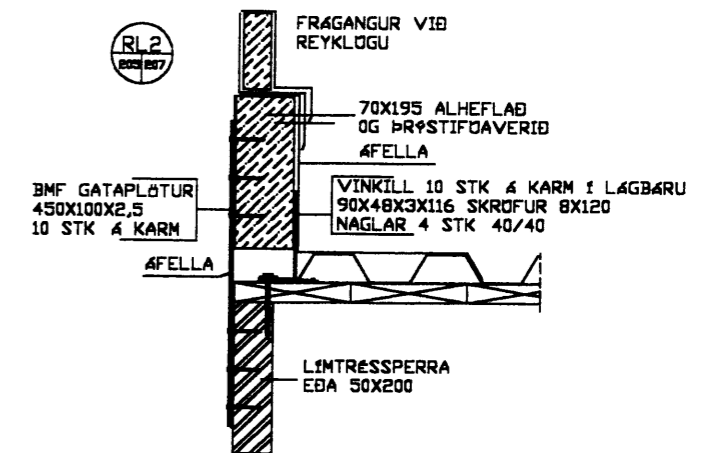 FRÁGANGUR VIÐ
REYKLÚGU
RL2
205 207
70X195 ALHEFLAÐ
OG ÞRÝSTIFÚAVERIÐ
ÁFELLA
BMF GATAPLÖTUR
450X100X2,5
10 STK Á KARM
VINKILL 10 STK Á KARM Í LÁGBÁRU
90X48X3X116 SKRÚFUR 8X120
NAGLAR 4 STK 40/40
ÁFELLA
LÍMTRÉSSPERRA
EÐA 50X200